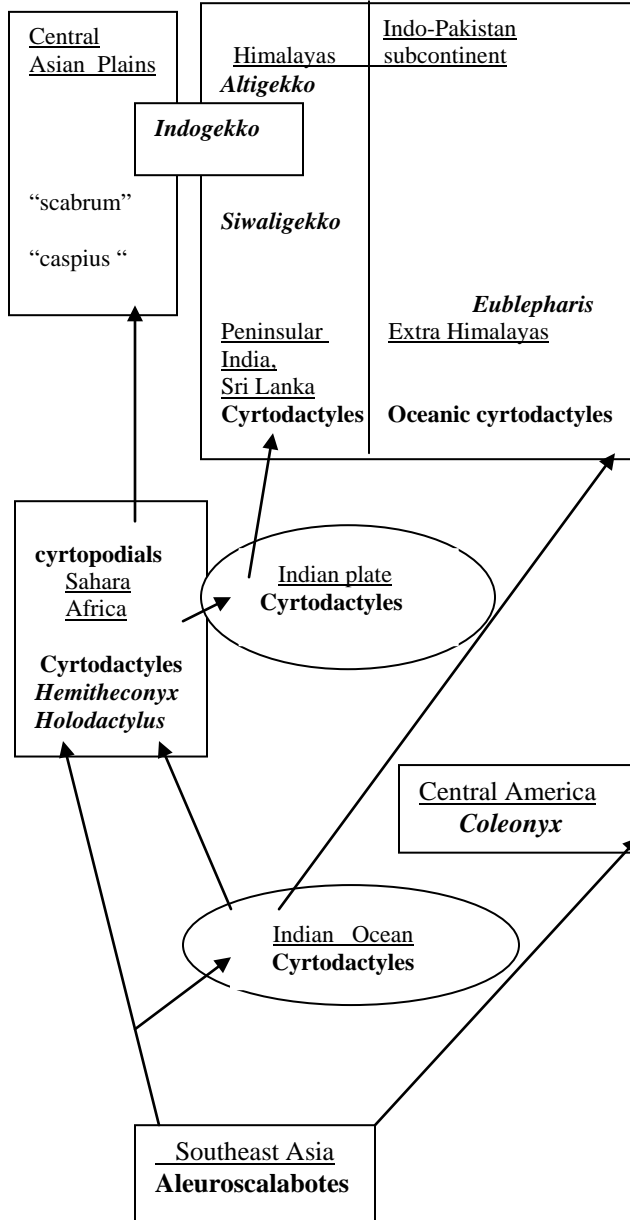 Central
Asian Plains
Indo-Pakistan
Himalayas subcontinent
Altigekko
Indogekko
“scabrum”
Siwaligekko
“caspius “
Eublepharis
Peninsular
India,
Sri Lanka
Cyrtodactyles
Extra Himalayas
Oceanic cyrtodactyles
cyrtopodials
Sahara
Africa
Cyrtodactyles
Hemitheconyx
Holodactylus
Indian plate
Cyrtodactyles
Central America
Coleonyx
Indian Ocean
Cyrtodactyles
Southeast Asia
Aleuroscalabotes